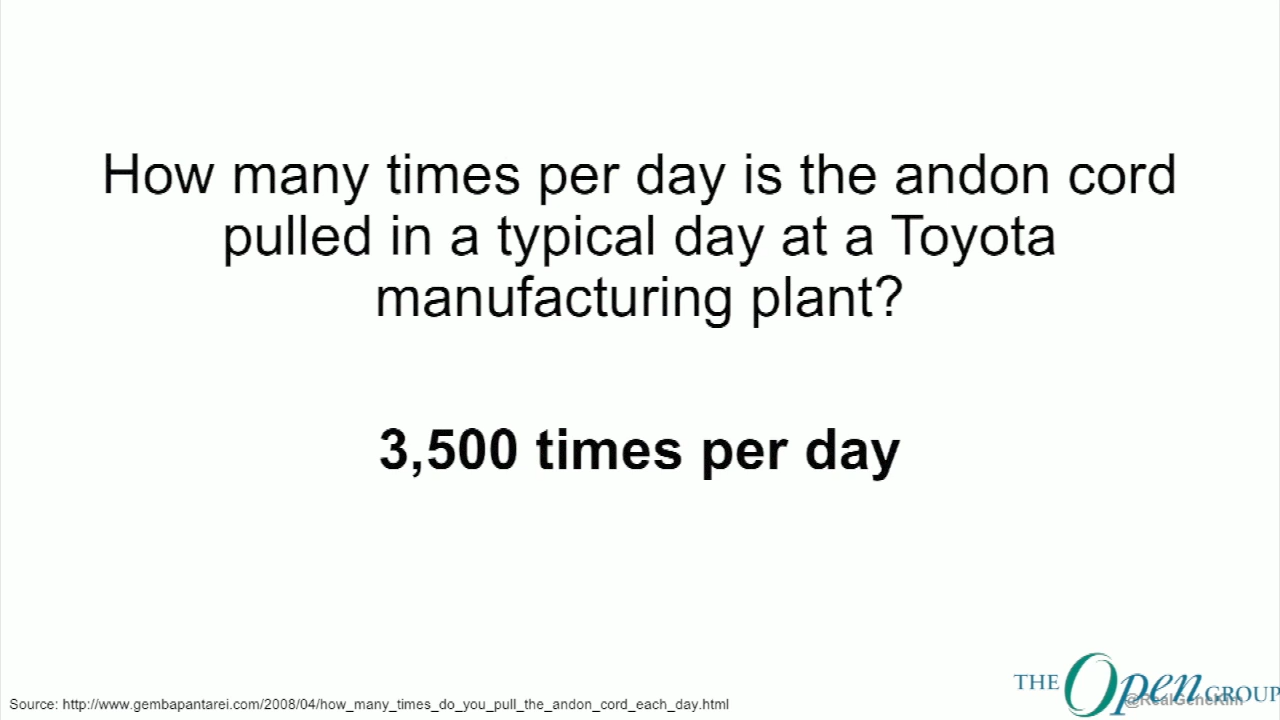 How many times per day is the andon cord
pulled in a typical day at a Toyota
manufacturing plant?
3,500 times per day
Source: http://www.gembapantarei.com/2008/04/how_many_times_do_you_pull_the_andon_cord_each_day.html
THE Open GROUP
@RealGeneKim